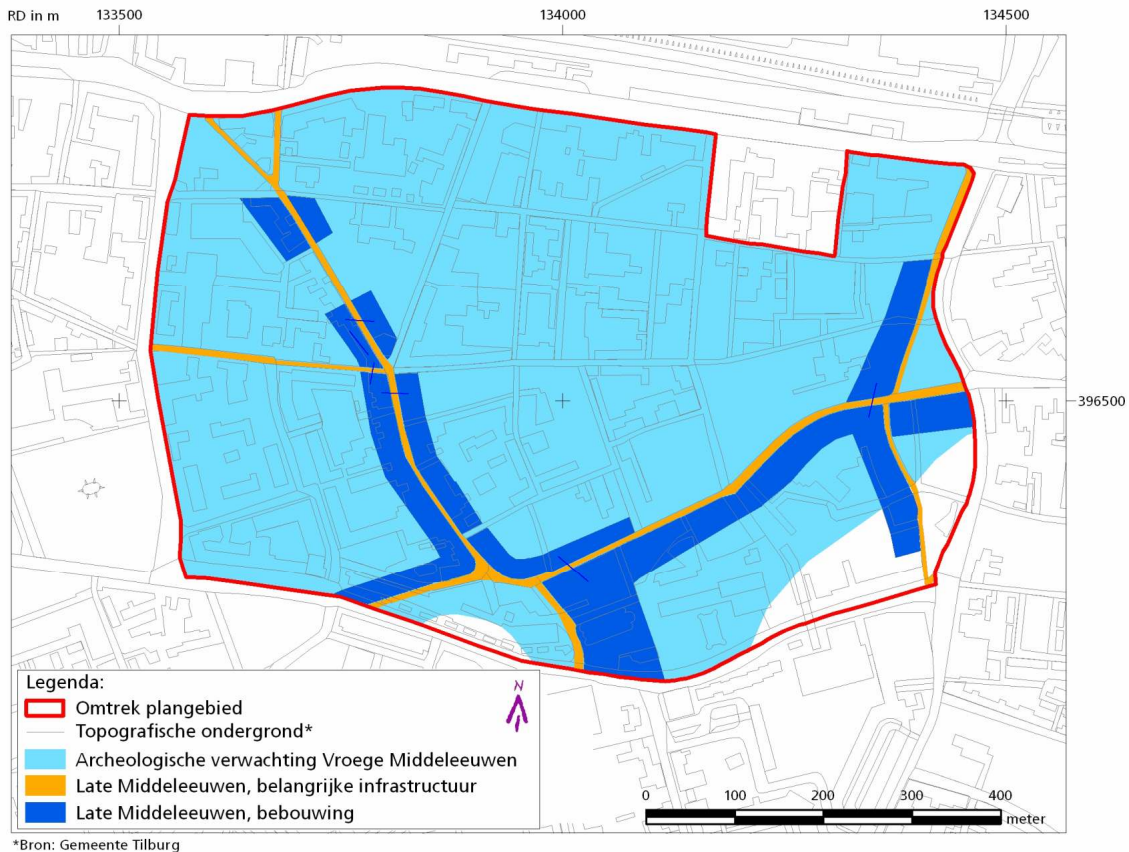 RD in m
133500
134000
134500
396500
Legenda:
N
Omtrek plangebied
Topografische ondergrond*
Archeologische verwachting Vroege Middeleeuwen
Late Middeleeuwen, belangrijke infrastructuur
Late Middeleeuwen, bebouwing
0 100 200 300 400
meter
*Bron: Gemeente Tilburg